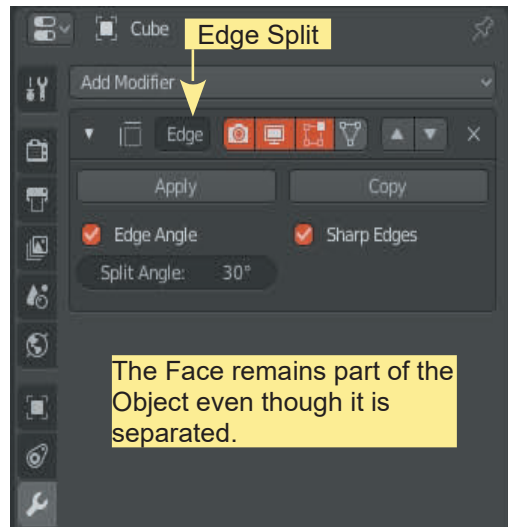 Cube
Edge Split
Add Modifier
Edge
Apply Copy
Edge Angle Sharp Edges
Split Angle: 30°
The Face remains part of the
Object even though it is
separated.